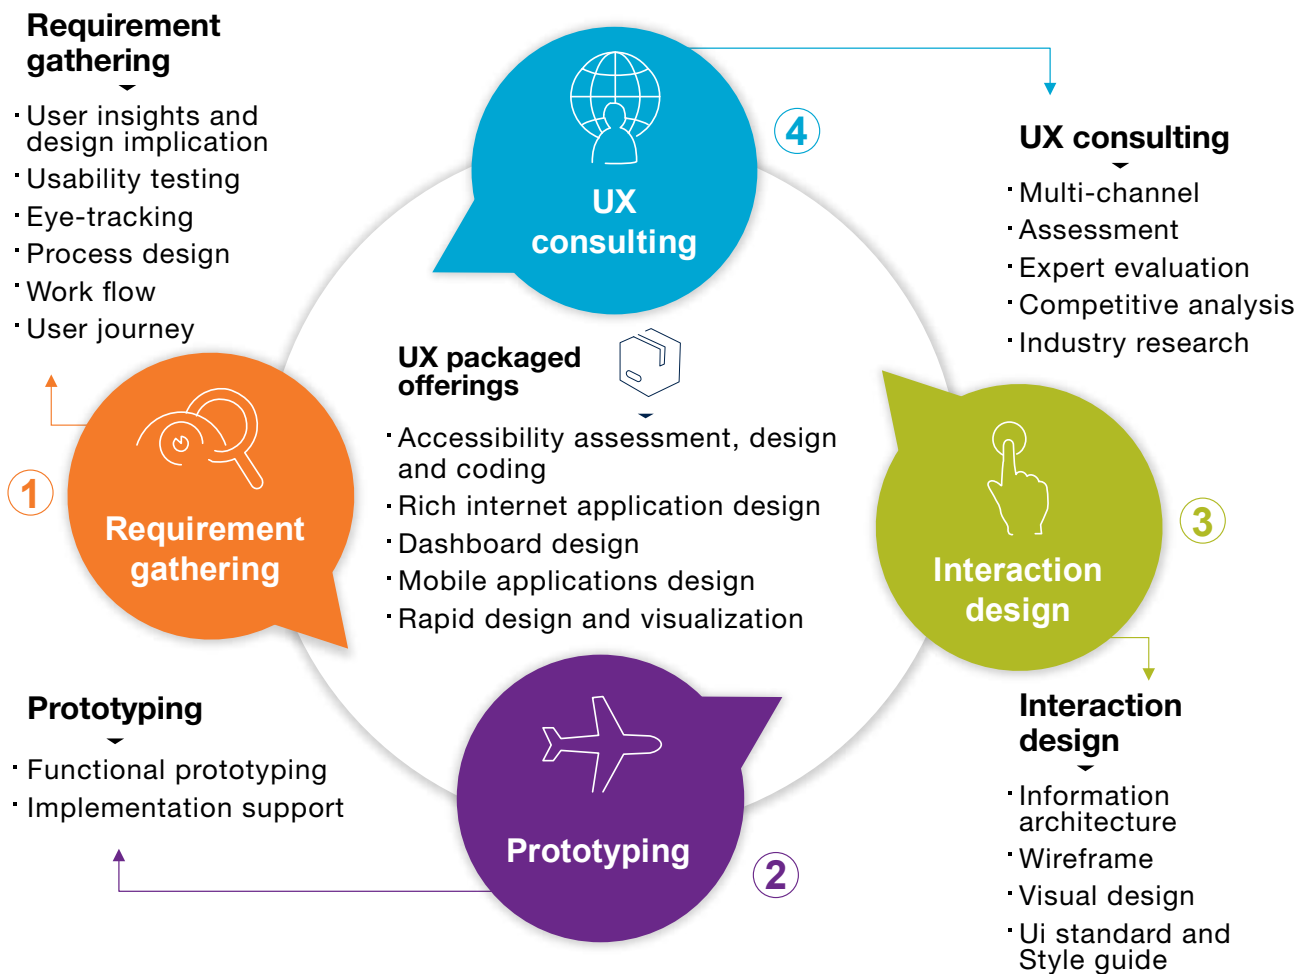 Requirement
gathering
· User insights and
design implication
· Usability testing
· Eye-tracking
· Process design
· Work flow
· User journey
1
Requirement
gathering
4
UX
consulting
UX consulting
· Multi-channel
· Assessment
· Expert evaluation
· Competitive analysis
· Industry research
UX packaged
offerings
· Accessibility assessment, design
and coding
· Rich internet application design
· Dashboard design
· Mobile applications design
· Rapid design and visualization
3
Interaction
design
Prototyping
· Functional prototyping
· Implementation support
Prototyping
2
Interaction
design
· Information
architecture
· Wireframe
· Visual design
· Ui standard and
Style guide